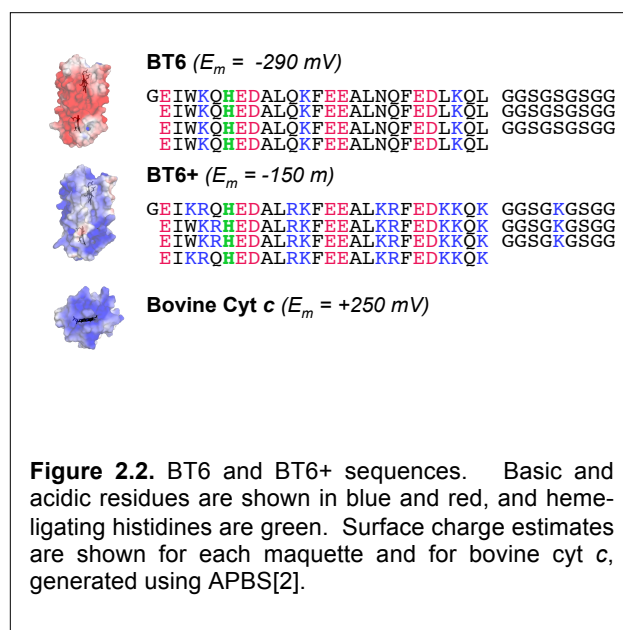 BT6 (Em = -290 mV)
GEIWKQHEDALQKFEEALNQFEDLKQL GGSGSGSGG
EIWKQHEDALQKFEEALNQFEDLKQL GGSGSGSGG
EIWKQHEDALQKFEEALNQFEDLKQL GGSGSGSGG
EIWKQHEDALQKFEEALNQFEDLKQL
BT6+ (Em = -150 m)
GEIKRQHEDALRKFEEALKRFEDKKQK GGSGKGSGG
EIWKRHEDALRKFEEALKRFEDKKQK GGSGKGSGG
EIWKRHEDALRKFEEALKRFEDKKQK GGSGKGSGG
EIKRQHEDALRKFEEALKRFEDKKQK
Bovine Cyt c (Em = +250 mV)
Figure 2.2. BT6 and BT6+ sequences. Basic and
acidic residues are shown in blue and red, and heme-
ligating histidines are green. Surface charge estimates
are shown for each maquette and for bovine cyt c,
generated using APBS[2].